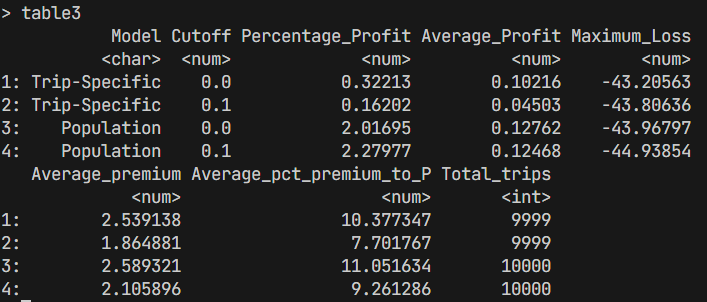 > table3
Model Cutoff Percentage_Profit Average_Profit Maximum_Loss
<char> <num> <num> <num> <num>
1: Trip-Specific 0.0 0.32213 0.10216 -43.20563
2: Trip-Specific 0.1 0.16202 0.04503 -43.80636
3: Population 0.0 2.01695 0.12762 -43.96797
4: Population 0.1 2.27977 0.12468 -44.93854
Average_premium Average_pct_premium_to_P Total_trips
<num> <num> <int>
1: 2.539138 10.377347 9999
2: 1.864881 7.701767 9999
3: 2.589321 11.051634 10000
4: 2.105896 9.261286 10000